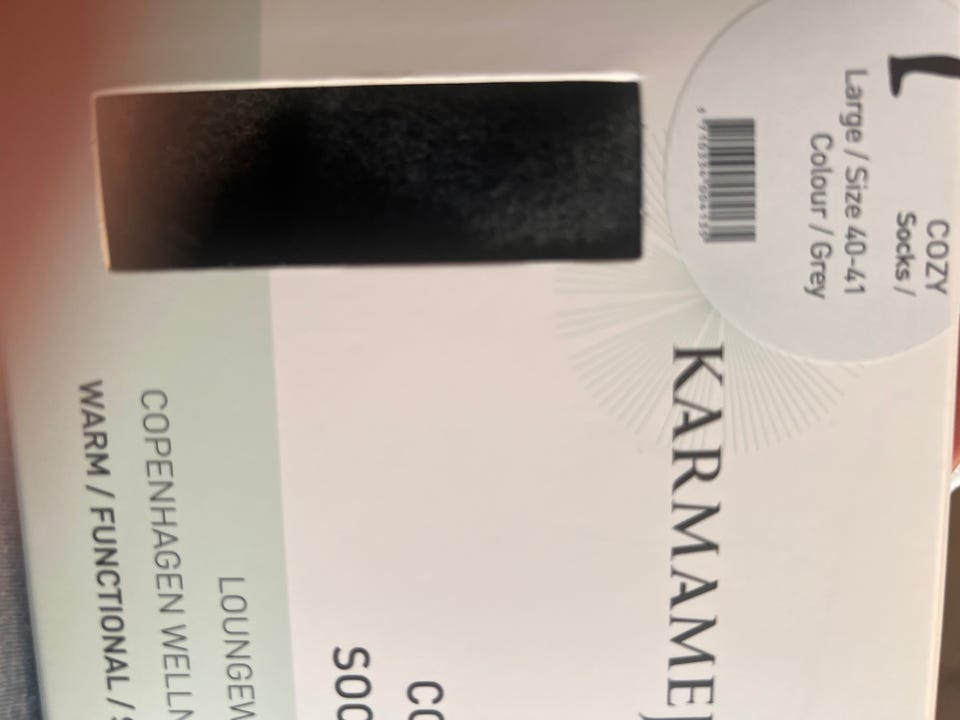 COZY
Socks /
L
Large / Size 40-41
Colour / Grey
KARMAME
CO
SOC
LOUNGEW
COPENHAGEN WELLN
WARM / FUNCTIONAL / S